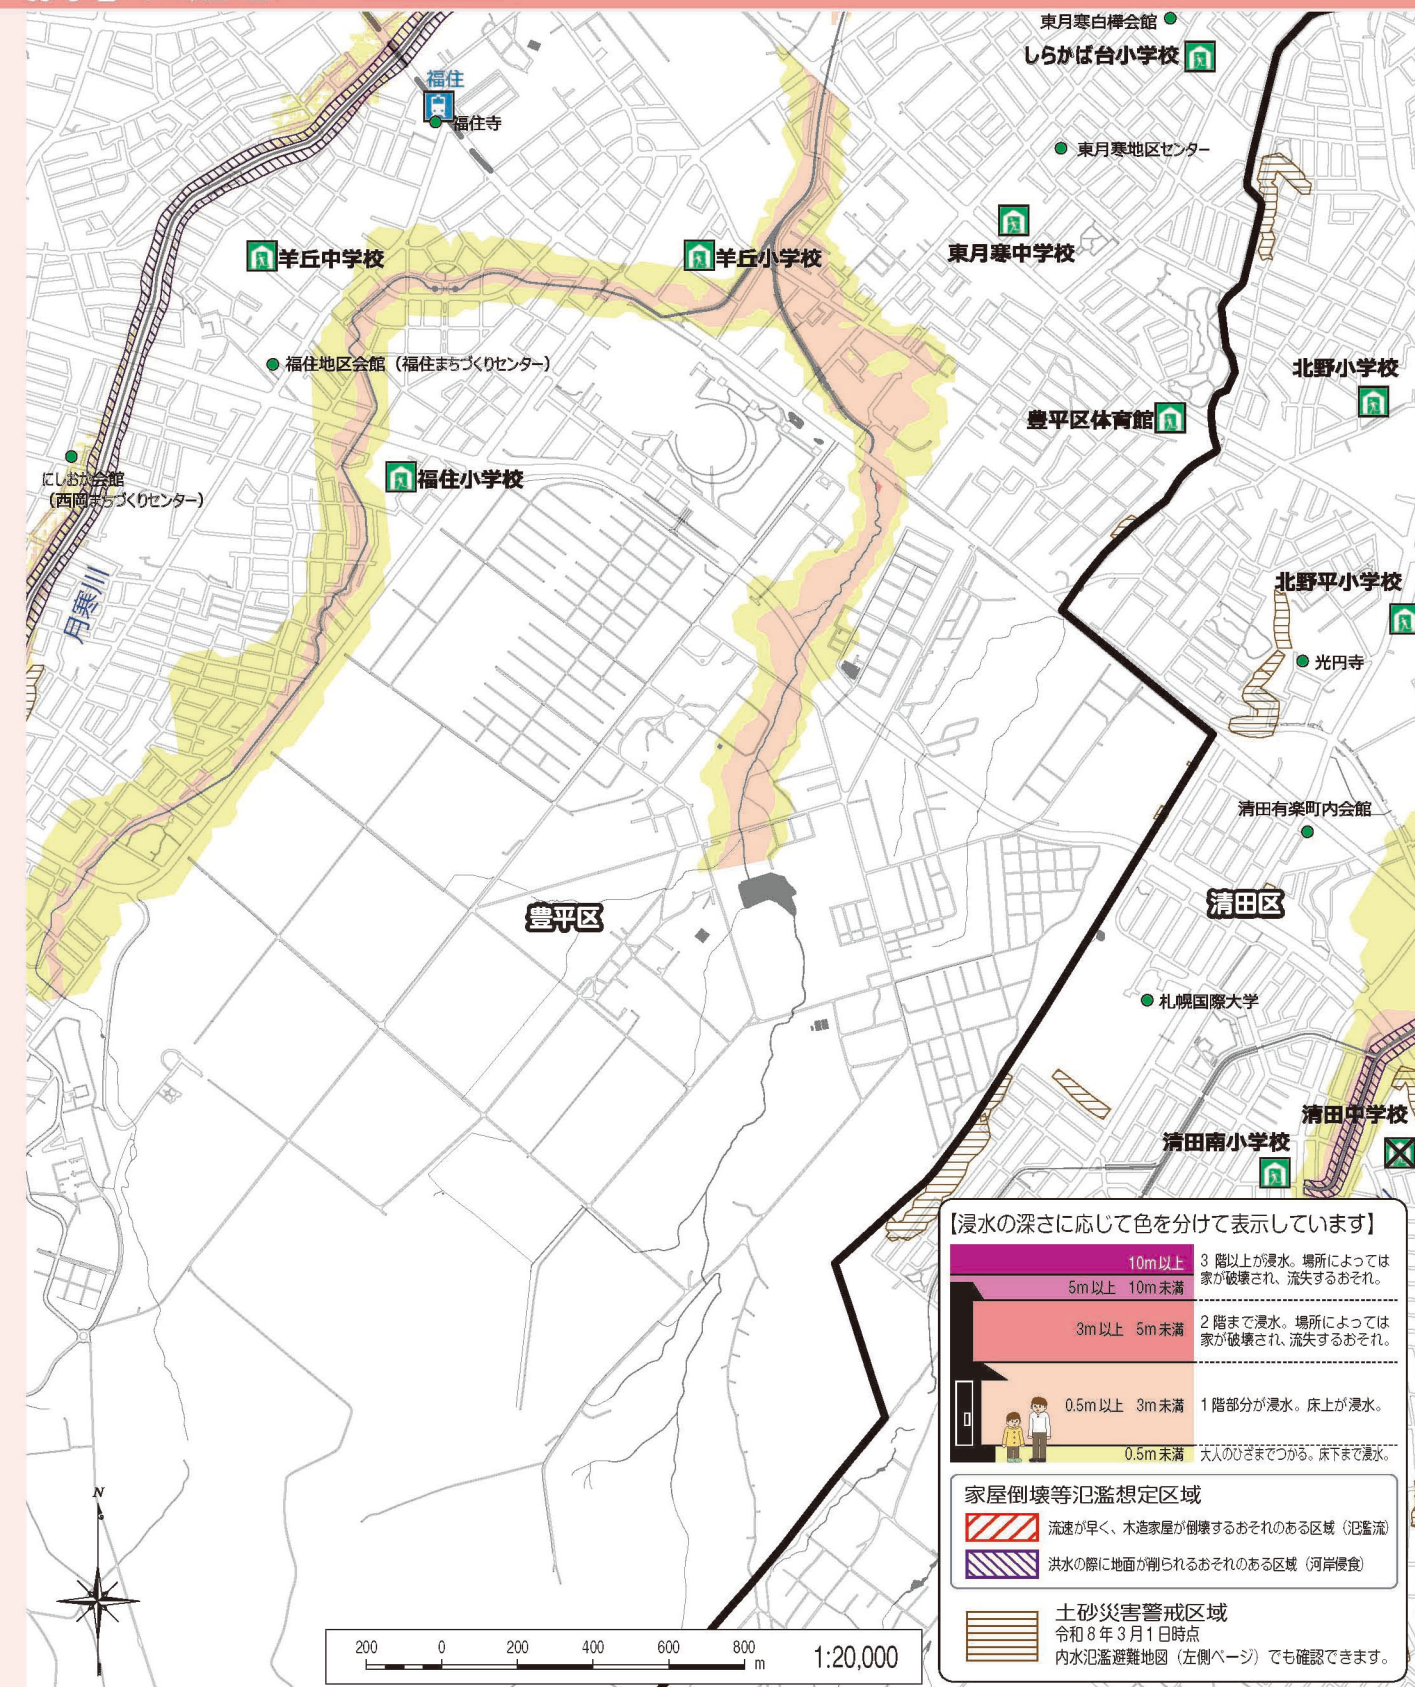 東月寒白樺会館
しらかば台小学校
福住
福住寺
東月寒地区センター
羊丘中学校
羊丘小学校
東月寒中学校
福住地区会館（福住まちづくりセンター）
北野小学校
豊平区体育館
にしおか会館
（西岡まちづくりセンター）
福住小学校
月寒川
北野平小学校
光円寺
清田有楽町内会館
豊平区
清田区
札幌国際大学
清田中学校
清田南小学校
【浸水の深さに応じて色を分けて表示しています】
10m以上
3 階以上が浸水。場所によっては
家が破壊され、流失するおそれ。
5m以上 10m未満
3m以上 5m未満
2 階まで浸水。場所によっては
家が破壊され、流失するおそれ。
0.5m以上 3m未満
1 階部分が浸水。床上が浸水。
0.5m未満
大人のひざまでつかる。床下まで浸水。
家屋倒壊等氾濫想定区域
流速が早く、木造家屋が倒壊するおそれのある区域（氾濫流）
洪水の際に地面が削られるおそれのある区域（河岸侵食）
土砂災害警戒区域
令和8年3月1日時点
内水氾濫避難地図（左側ページ）でも確認できます。
N
200 0 200 400 600 800 m
1:20,000